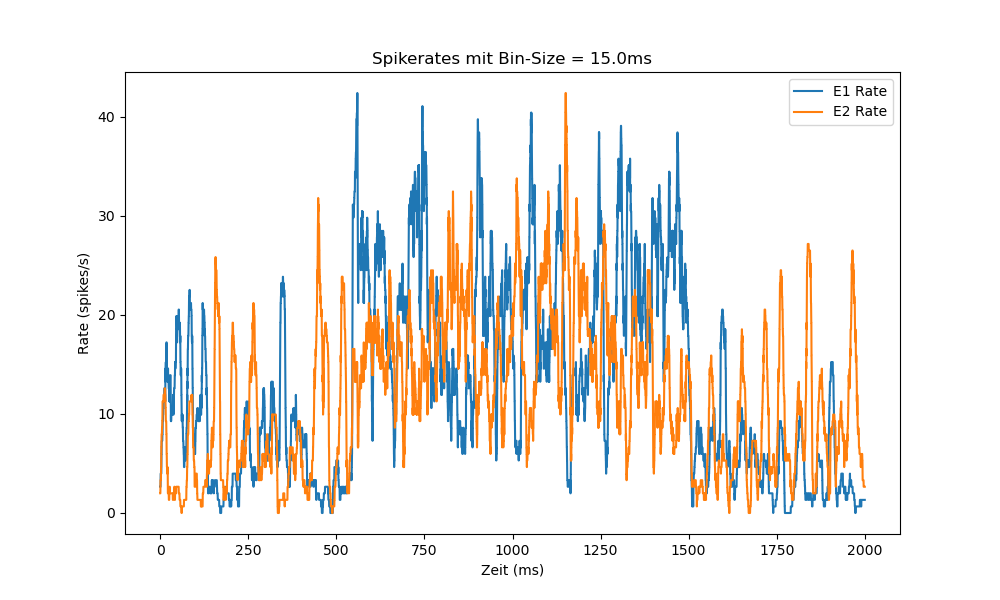 Spikerates mit Bin-Size = 15.0ms
E1 Rate
E2 Rate
Rate (spikes/s)
40
30
20
10
0
0 250 500 750 1000 1250 1500 1750 2000
Zeit (ms)